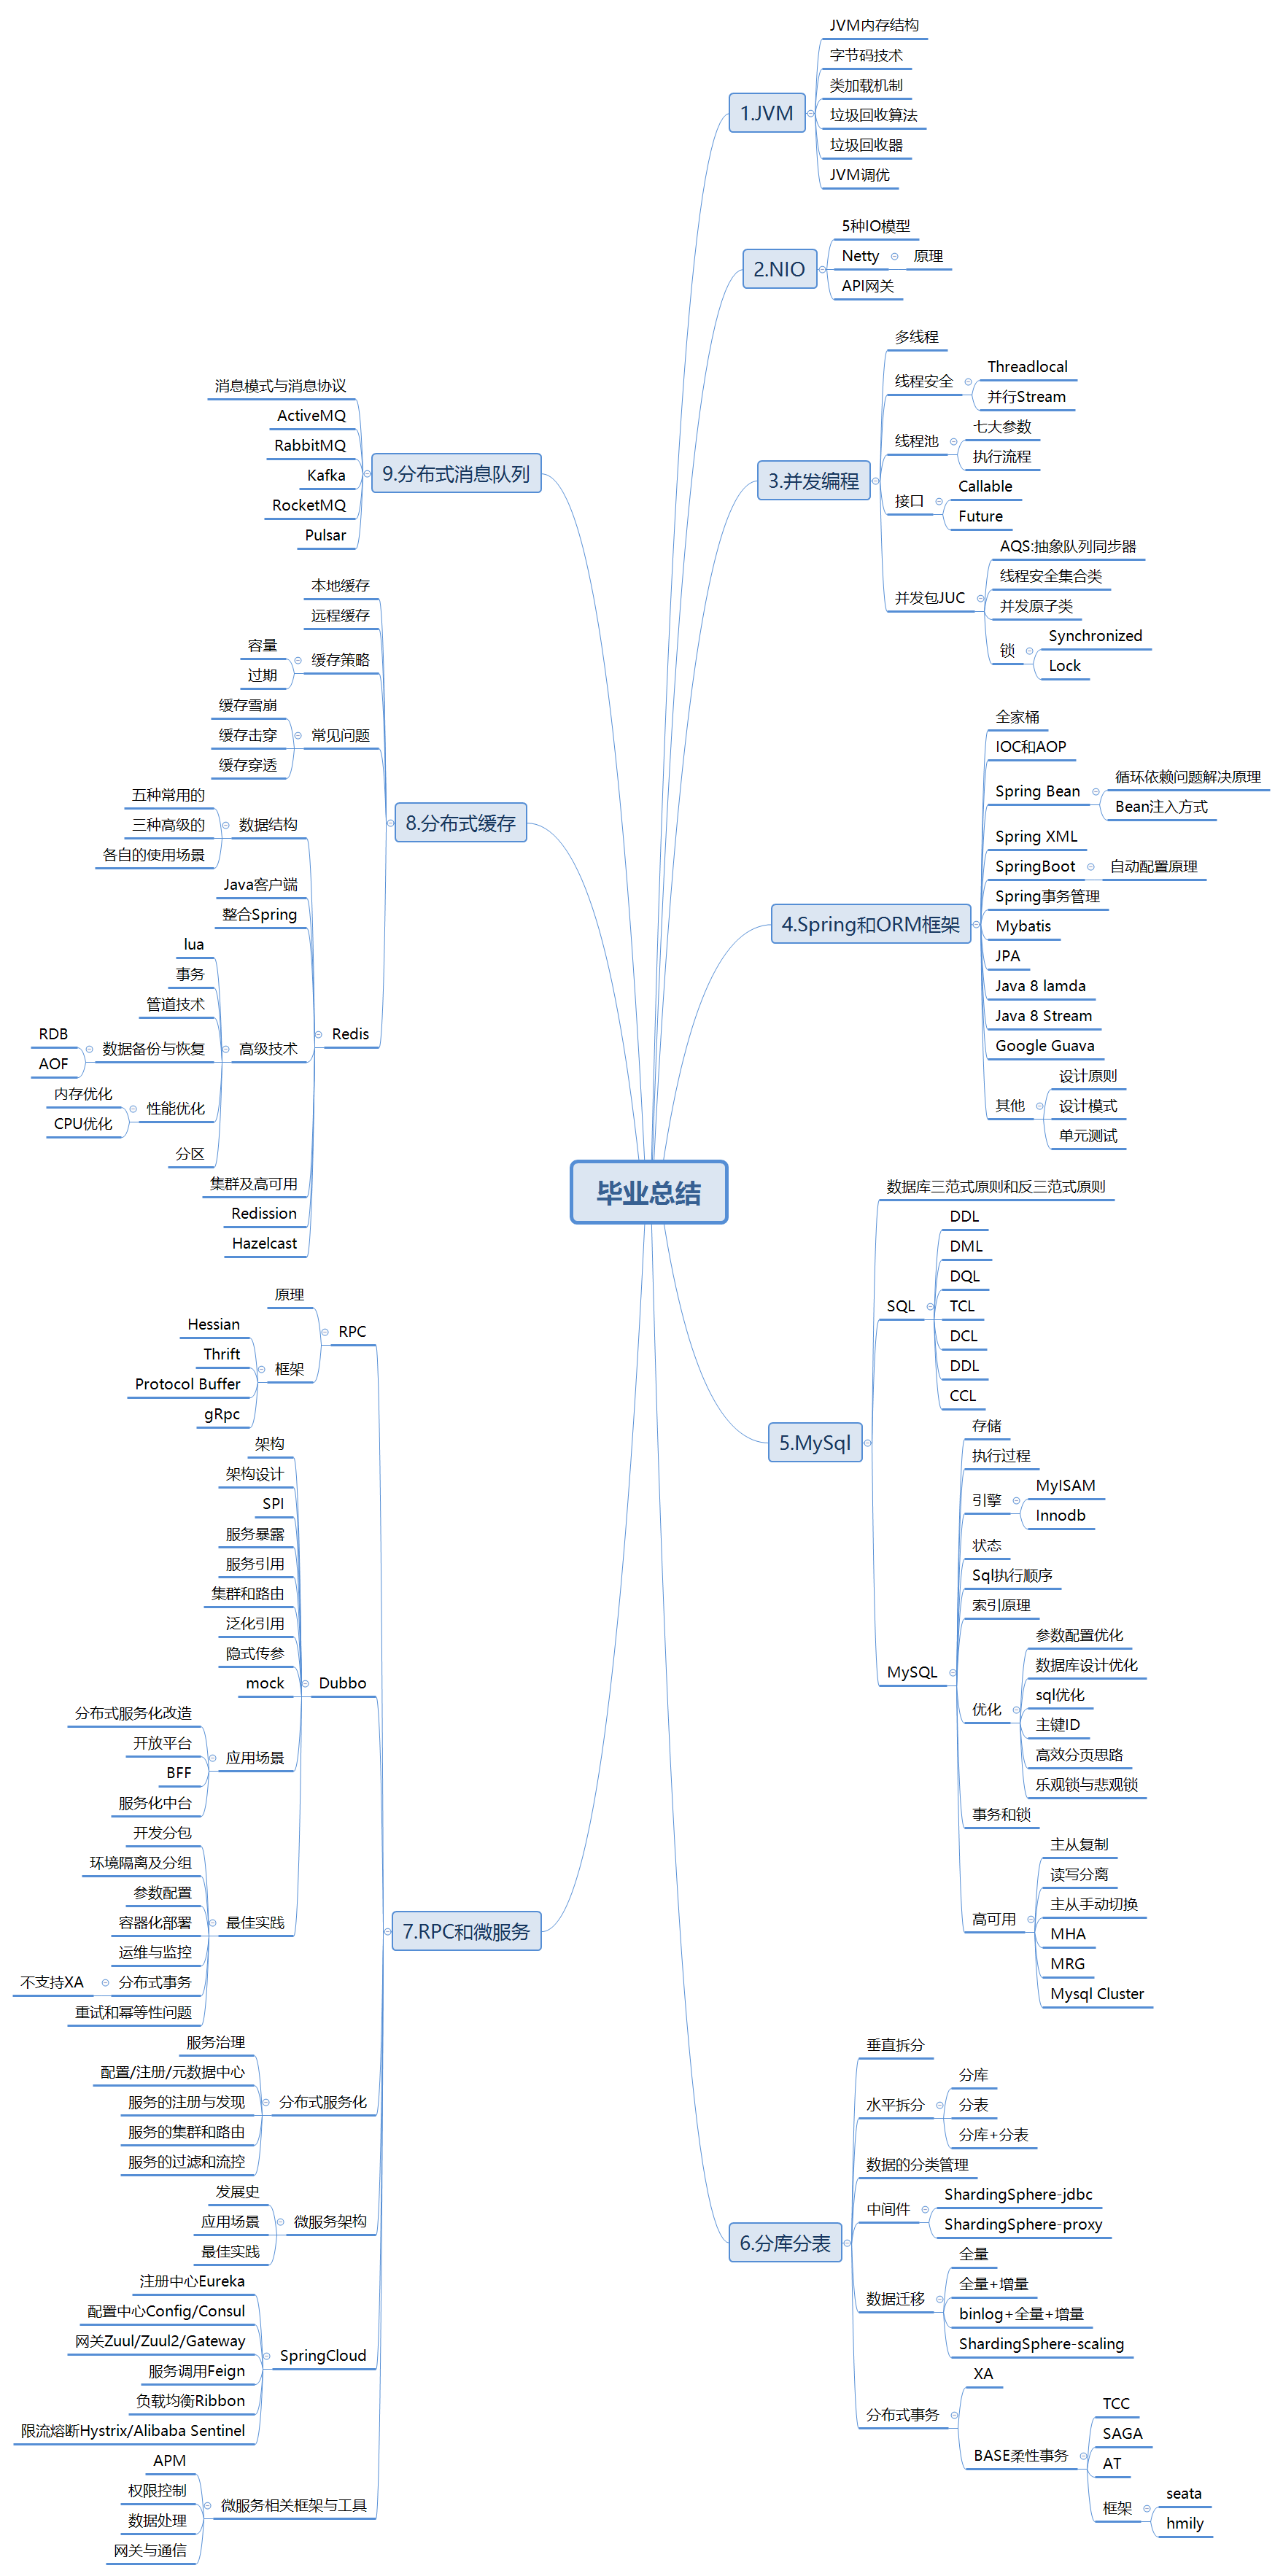 毕业总结
1.JVM
JVM内存结构
字节码技术
类加载机制
垃圾回收算法
垃圾回收器
JVM调优
2.NIO
5种IO模型
Netty
原理
API网关
3.并发编程
多线程
线程安全
Threadlocal
并行Stream
线程池
七大参数
执行流程
接口
Callable
Future
并发包JUC
AQS:抽象队列同步器
线程安全集合类
并发原子类
锁
Synchronized
Lock
4.Spring和ORM框架
全家桶
IOC和AOP
Spring Bean
循环依赖问题解决原理
Bean注入方式
Spring XML
SpringBoot
自动配置原理
Spring事务管理
Mybatis
JPA
Java 8 lamda
Java 8 Stream
Google Guava
其他
设计原则
设计模式
单元测试
5.MySql
数据库三范式原则和反三范式原则
SQL
DDL
DML
DQL
TCL
DCL
DDL
CCL
MySQL
存储
执行过程
引擎
MyISAM
Innodb
状态
Sql执行顺序
索引原理
优化
参数配置优化
数据库设计优化
sql优化
主键ID
高效分页思路
乐观锁与悲观锁
事务和锁
高可用
主从复制
读写分离
主从手动切换
MHA
MRG
Mysql Cluster
6.分库分表
垂直拆分
水平拆分
分库
分表
分库+分表
数据的分类管理
中间件
ShardingSphere-jdbc
ShardingSphere-proxy
数据迁移
全量
全量+增量
binlog+全量+增量
ShardingSphere-scaling
分布式事务
XA
BASE柔性事务
TCC
SAGA
AT
框架
seata
hmily
7.RPC和微服务
RPC
原理
框架
Hessian
Thrift
Protocol Buffer
gRpc
Dubbo
架构
架构设计
SPI
服务暴露
服务引用
集群和路由
泛化引用
隐式传参
mock
应用场景
分布式服务化改造
开放平台
BFF
服务化中台
最佳实践
开发分包
环境隔离及分组
参数配置
容器化部署
运维与监控
分布式事务
不支持XA
重试和幂等性问题
分布式服务化
服务治理
配置/注册/元数据中心
服务的注册与发现
服务的集群和路由
服务的过滤和流控
微服务架构
发展史
应用场景
最佳实践
SpringCloud
注册中心Eureka
配置中心Config/Consul
网关Zuul/Zuul2/Gateway
服务调用Feign
负载均衡Ribbon
限流熔断Hystrix/Alibaba Sentinel
微服务相关框架与工具
APM
权限控制
数据处理
网关与通信
8.分布式缓存
本地缓存
远程缓存
缓存策略
容量
过期
常见问题
缓存雪崩
缓存击穿
缓存穿透
Redis
数据结构
五种常用的
三种高级的
各自的使用场景
Java客户端
整合Spring
高级技术
lua
事务
管道技术
数据备份与恢复
RDB
AOF
性能优化
内存优化
CPU优化
分区
集群及高可用
Redission
Hazelcast
9.分布式消息队列
消息模式与消息协议
ActiveMQ
RabbitMQ
Kafka
RocketMQ
Pulsar